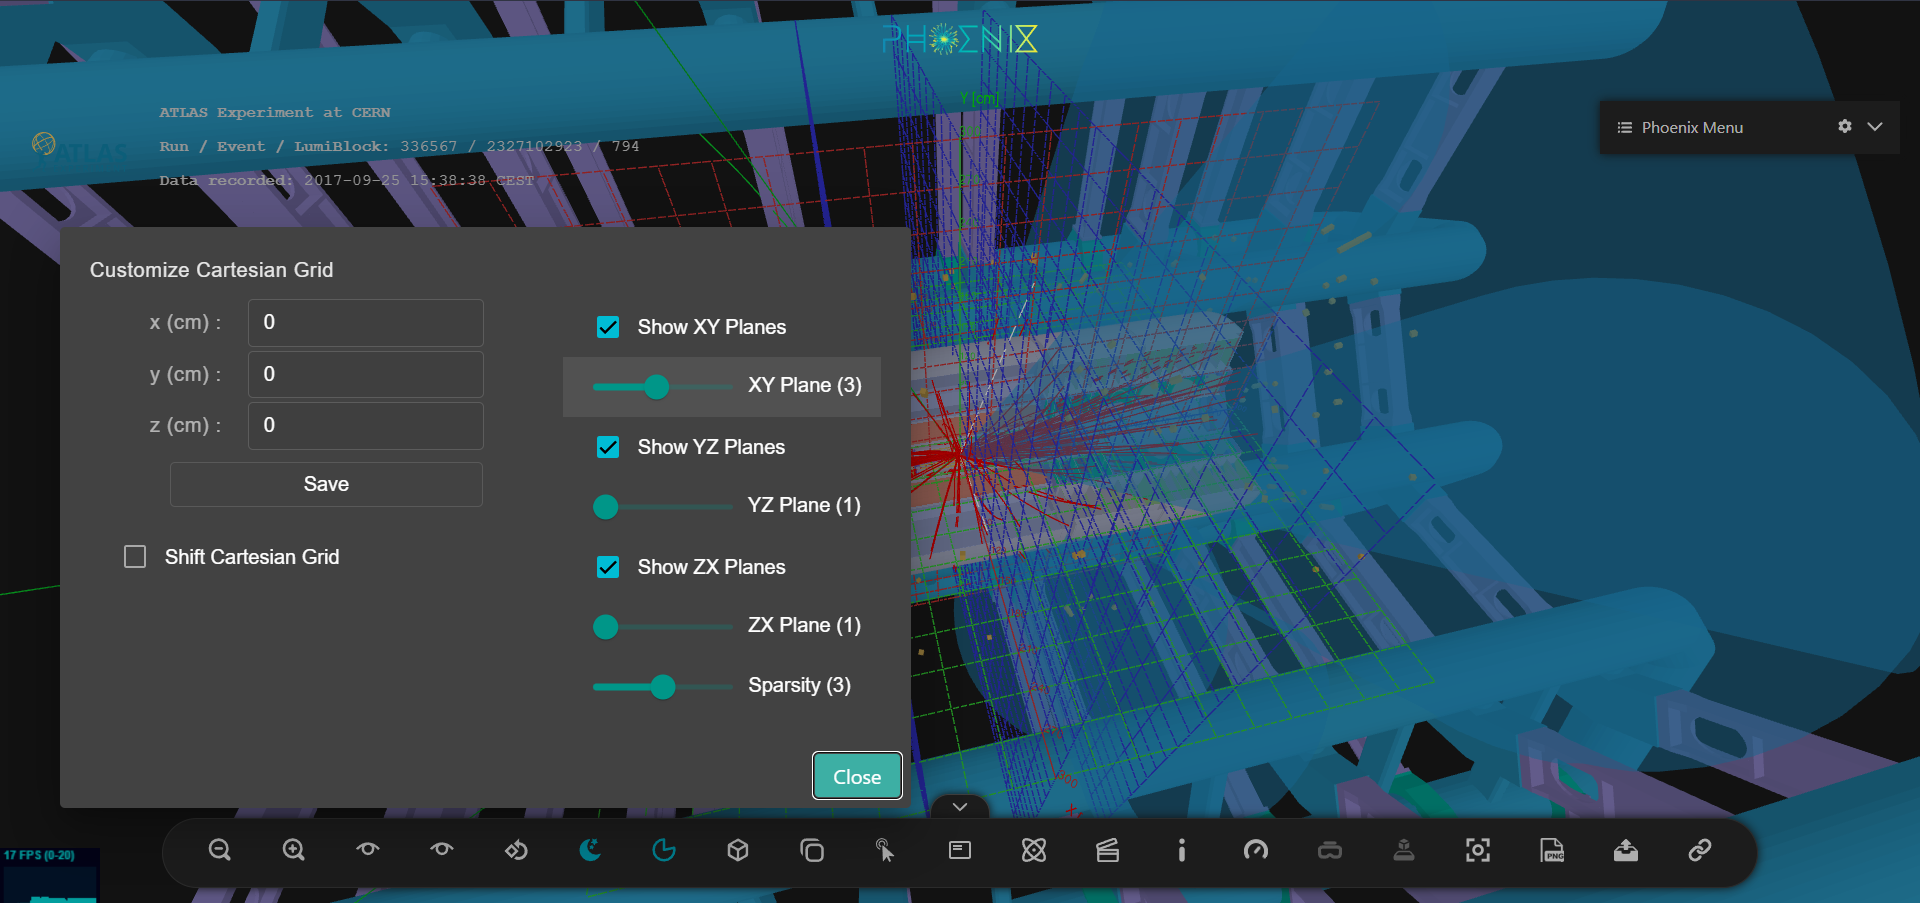 PHOENIX
Y [cm]
ATLAS Experiment at CERN
ATLAS
Run / Event / LumiBlock: 336567 / 2327102923 / 794
Data recorded: 2017-09-25 15:38:38 CEST
Phoenix Menu
Customize Cartesian Grid
x (cm) : 0
y (cm) : 0
z (cm) : 0
Save
Shift Cartesian Grid
Show XY Planes
XY Plane (3)
Show YZ Planes
YZ Plane (1)
Show ZX Planes
ZX Plane (1)
Sparsity (3)
Close
300
17 FPS (0-20)
PNG